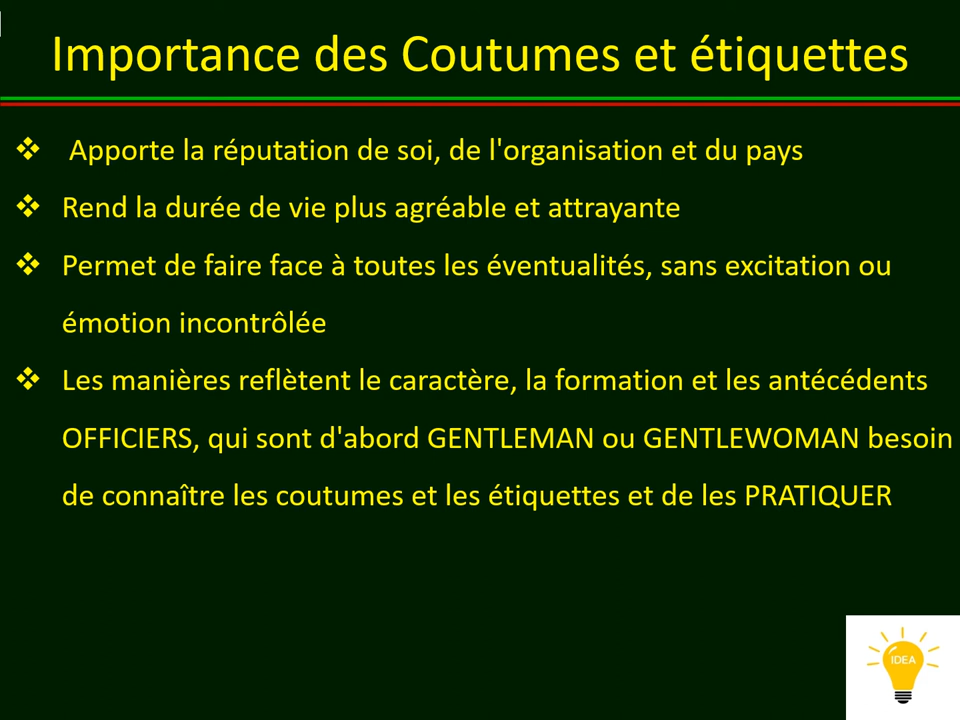 Importance des Coutumes et étiquettes
❖ Apporte la réputation de soi, de l'organisation et du pays
❖ Rend la durée de vie plus agréable et attrayante
❖ Permet de faire face à toutes les éventualités, sans excitation ou
émotion incontrôlée
❖ Les manières reflètent le caractère, la formation et les antécédents
OFFICIERS, qui sont d'abord GENTLEMAN ou GENTLEWOMAN besoin
de connaître les coutumes et les étiquettes et de les PRATIQUER
IDEA